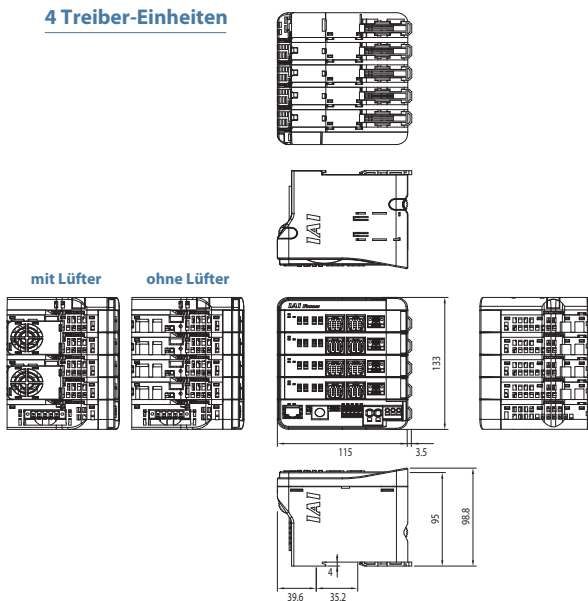 4 Treiber-Einheiten
IAI
mit Lüfter
ohne Lüfter
IAI
133
115
3.5
IAI
95
98.8
4
39.6
35.2